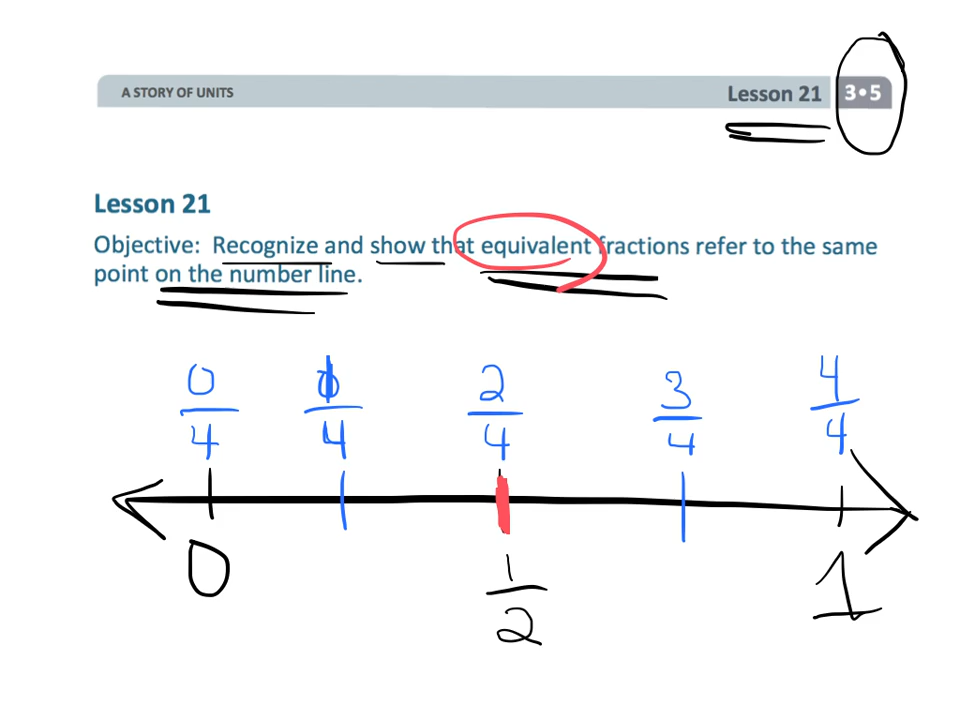 A STORY OF UNITS Lesson 21 3•5
Lesson 21
Objective: Recognize and show that equivalent fractions refer to the same
point on the number line.
0/4 1/4 2/4 3/4 4/4
0 1/2 1